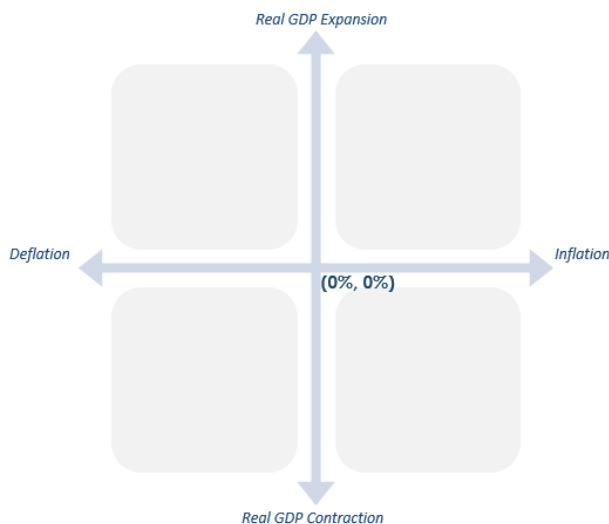 Real GDP Expansion
Deflation
Inflation
(0%, 0%)
Real GDP Contraction